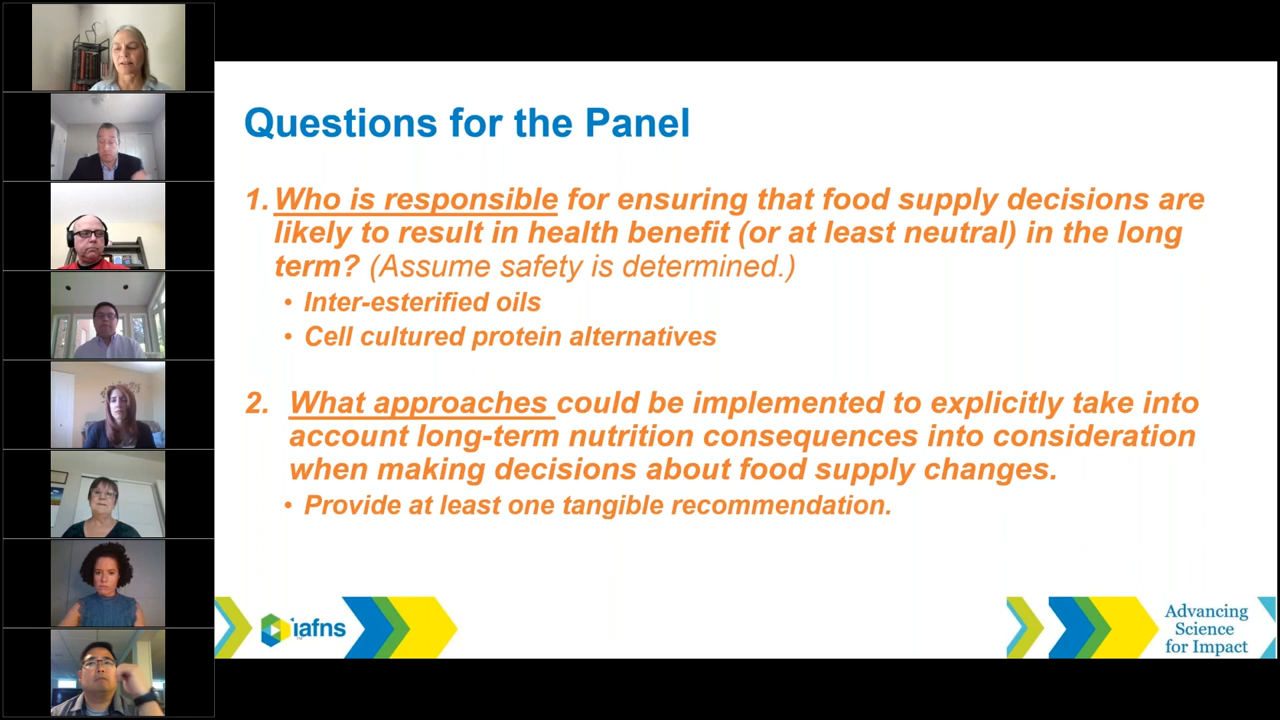 Questions for the Panel
1. Who is responsible for ensuring that food supply decisions are
likely to result in health benefit (or at least neutral) in the long
term? (Assume safety is determined.)
• Inter-esterified oils
• Cell cultured protein alternatives
2. What approaches could be implemented to explicitly take into
account long-term nutrition consequences into consideration
when making decisions about food supply changes.
• Provide at least one tangible recommendation.
iafns
Advancing
Science
for Impact